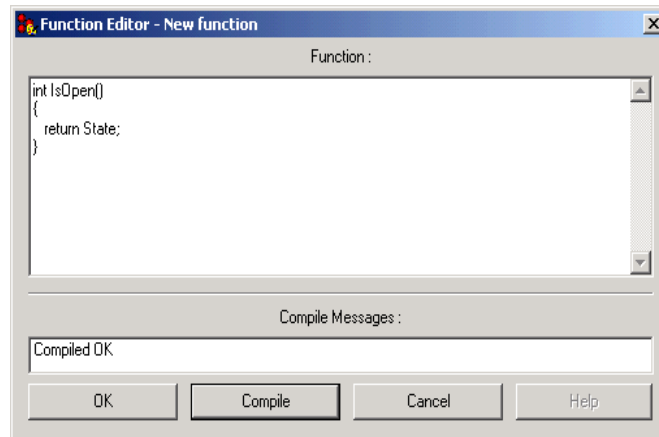 Function Editor - New function
Function :
int IsOpen()
{
return State;
}
Compile Messages :
Compiled OK
OK Compile Cancel Help